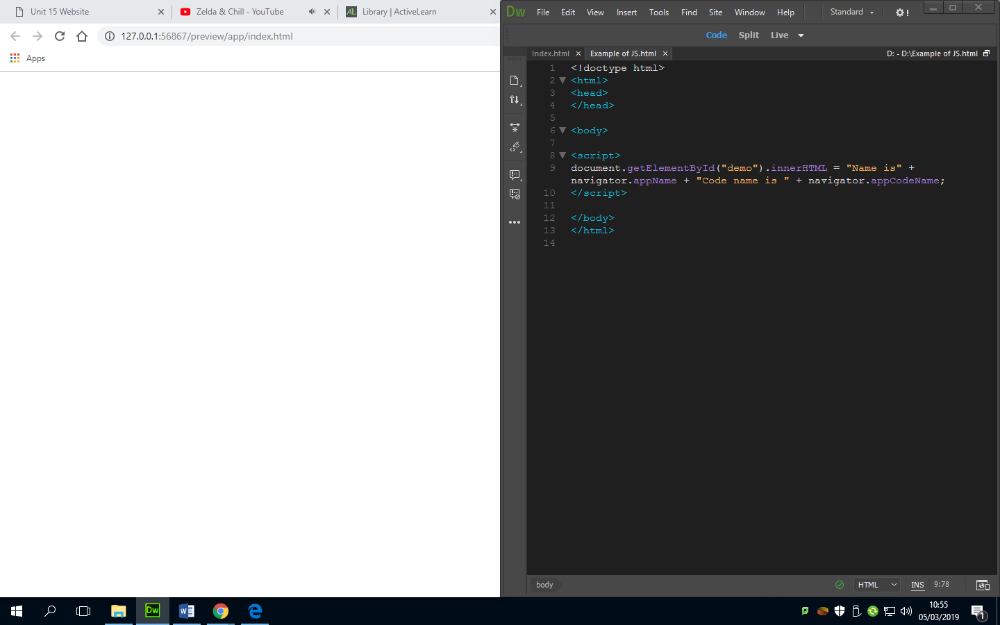 Unit 15 Website
Zelda & Chill - YouTube
AL Library | ActiveLearn
127.0.0.1:56867/preview/app/index.html
Apps
Dw File Edit View Insert Tools Find Site Window Help Standard !
Code Split Live
Index.html Example of JS.html D: - D:\Example of JS.html
1 <!doctype html>
2 <html>
3 <head>
4 </head>
5
6 <body>
7
8 <script>
9 document.getElementById("demo").innerHTML = "Name is" +
navigator.appName + "Code name is " + navigator.appCodeName;
10 </script>
11
12 </body>
13 </html>
14
body HTML INS 9:78
Dw
10:55
05/03/2019
1